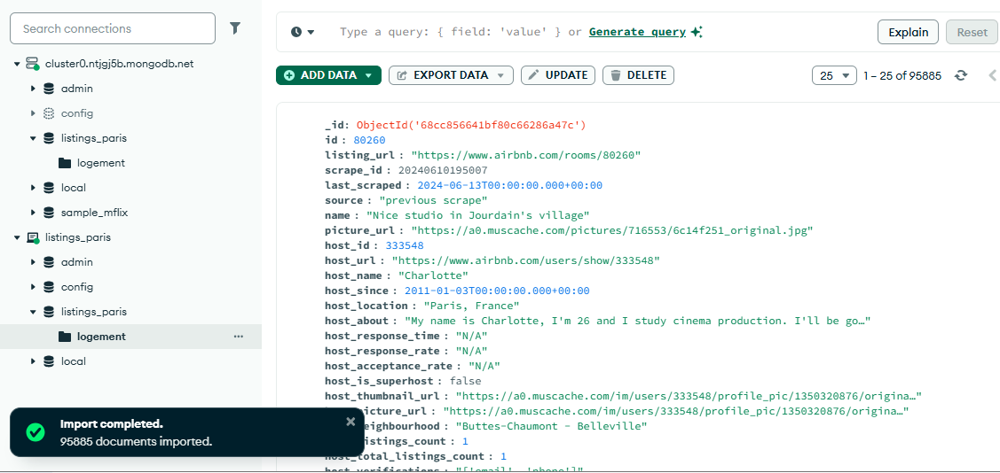 Search connections
cluster0.ntjgj5b.mongodb.net
admin
config
listings_paris
logement
local
sample_mflix
listings_paris
admin
config
listings_paris
logement
local
Import completed.
95885 documents imported.
Type a query: { field: 'value' } or Generate query
Explain
Reset
ADD DATA
EXPORT DATA
UPDATE
DELETE
25
1 – 25 of 95885
_id: ObjectId('68cc856641bf80c66286a47c')
id : 80260
listing_url : "https://www.airbnb.com/rooms/80260"
scrape_id : 20240610195007
last_scraped : 2024-06-13T00:00:00.000+00:00
source : "previous scrape"
name : "Nice studio in Jourdain's village"
picture_url : "https://a0.muscache.com/pictures/716553/6c14f251_original.jpg"
host_id : 333548
host_url : "https://www.airbnb.com/users/show/333548"
host_name : "Charlotte"
host_since : 2011-01-03T00:00:00.000+00:00
host_location : "Paris, France"
host_about : "My name is Charlotte, I'm 26 and I study cinema production. I'll be go…"
host_response_time : "N/A"
host_response_rate : "N/A"
host_acceptance_rate : "N/A"
host_is_superhost : false
host_thumbnail_url : "https://a0.muscache.com/im/users/333548/profile_pic/1350320876/origina…"
picture_url : "https://a0.muscache.com/im/users/333548/profile_pic/1350320876/origina…"
eighbourhood : "Buttes-Chaumont - Belleville"
istings_count : 1
host_total_listings_count : 1
host_verifications : "['email', 'phone']"